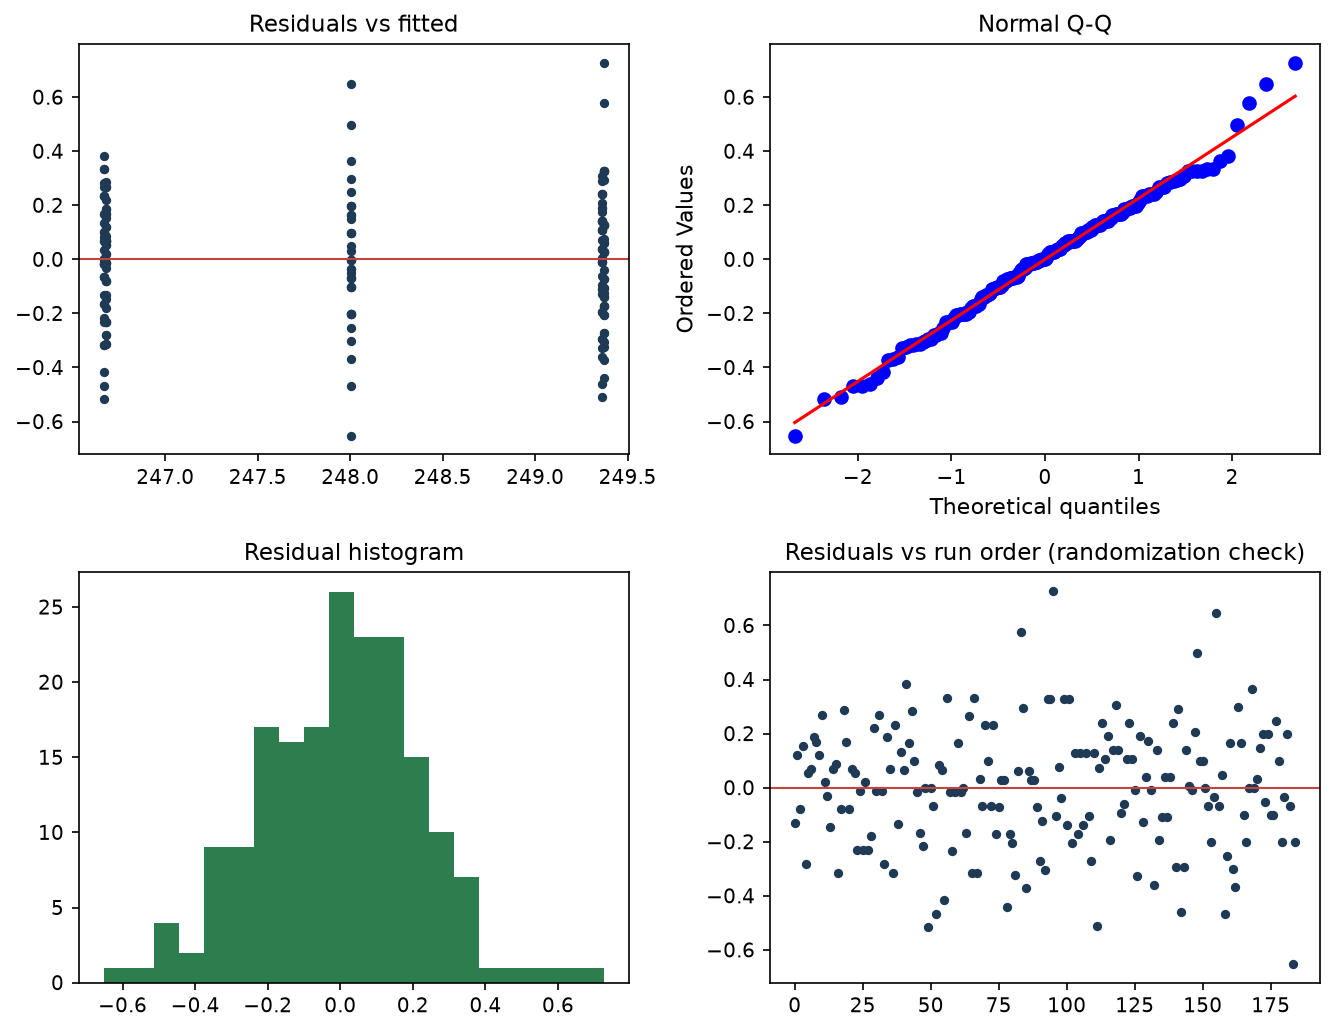 Residuals vs fitted
0.6
0.4
0.2
0.0
−0.2
−0.4
−0.6
247.0 247.5 248.0 248.5 249.0 249.5
Normal Q-Q
Ordered Values
0.6
0.4
0.2
0.0
−0.2
−0.4
−0.6
−2 −1 0 1 2
Theoretical quantiles
Residual histogram
25
20
15
10
5
0
−0.6 −0.4 −0.2 0.0 0.2 0.4 0.6
Residuals vs run order (randomization check)
0.6
0.4
0.2
0.0
−0.2
−0.4
−0.6
0 25 50 75 100 125 150 175